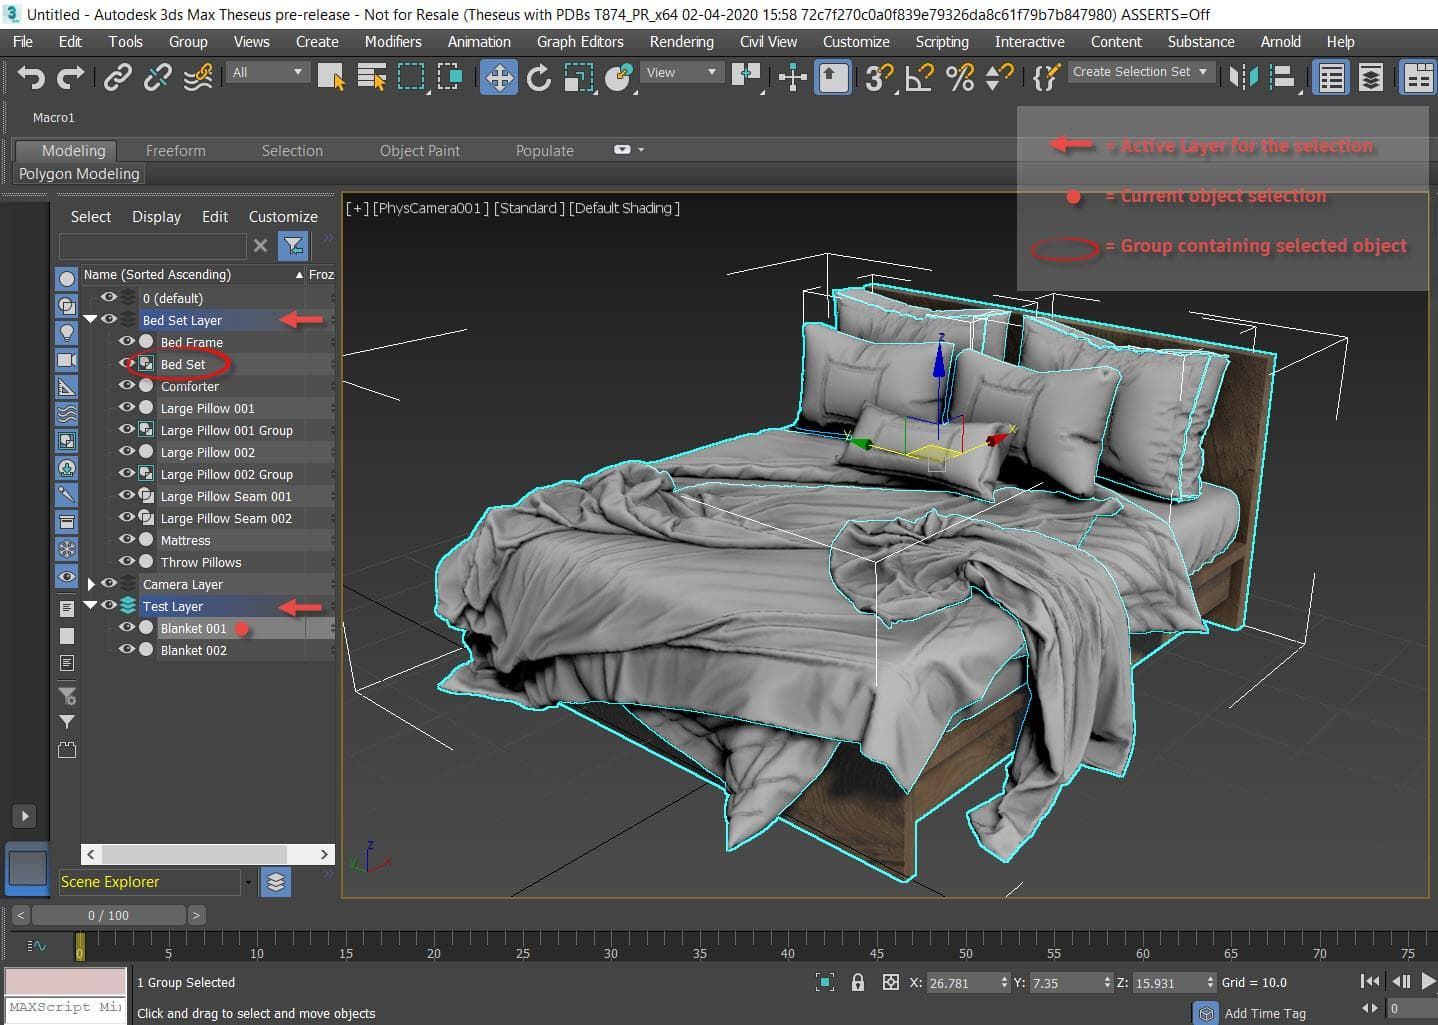 Untitled - Autodesk 3ds Max Theseus pre-release - Not for Resale (Theseus with PDBs T874_PR_x64 02-04-2020 15:58 72c7f270c0a0f839e79326da8c61f79b7b847980) ASSERTS=Off
File Edit Tools Group Views Create Modifiers Animation Graph Editors Rendering Civil View Customize Scripting Interactive Content Substance Arnold Help
All View Create Selection Set
Macro1
Modeling Freeform Selection Object Paint Populate
Polygon Modeling
= Active Layer for the selection
= Current object selection
= Group containing selected object
Select Display Edit Customize
[+] [PhysCamera001] [Standard] [Default Shading]
Name (Sorted Ascending) Froz
0 (default)
Bed Set Layer
Bed Frame
Bed Set
Comforter
Large Pillow 001
Large Pillow 001 Group
Large Pillow 002
Large Pillow 002 Group
Large Pillow Seam 001
Large Pillow Seam 002
Mattress
Throw Pillows
Camera Layer
Test Layer
Blanket 001
Blanket 002
z
x
y
z
x
y
Scene Explorer
< 0 / 100 >
0 5 10 15 20 25 30 35 40 45 50 55 60 65 70 75
1 Group Selected
X: 26.781 Y: 7.35 Z: 15.931 Grid = 10.0
MAXScript Mi
Click and drag to select and move objects
Add Time Tag
0